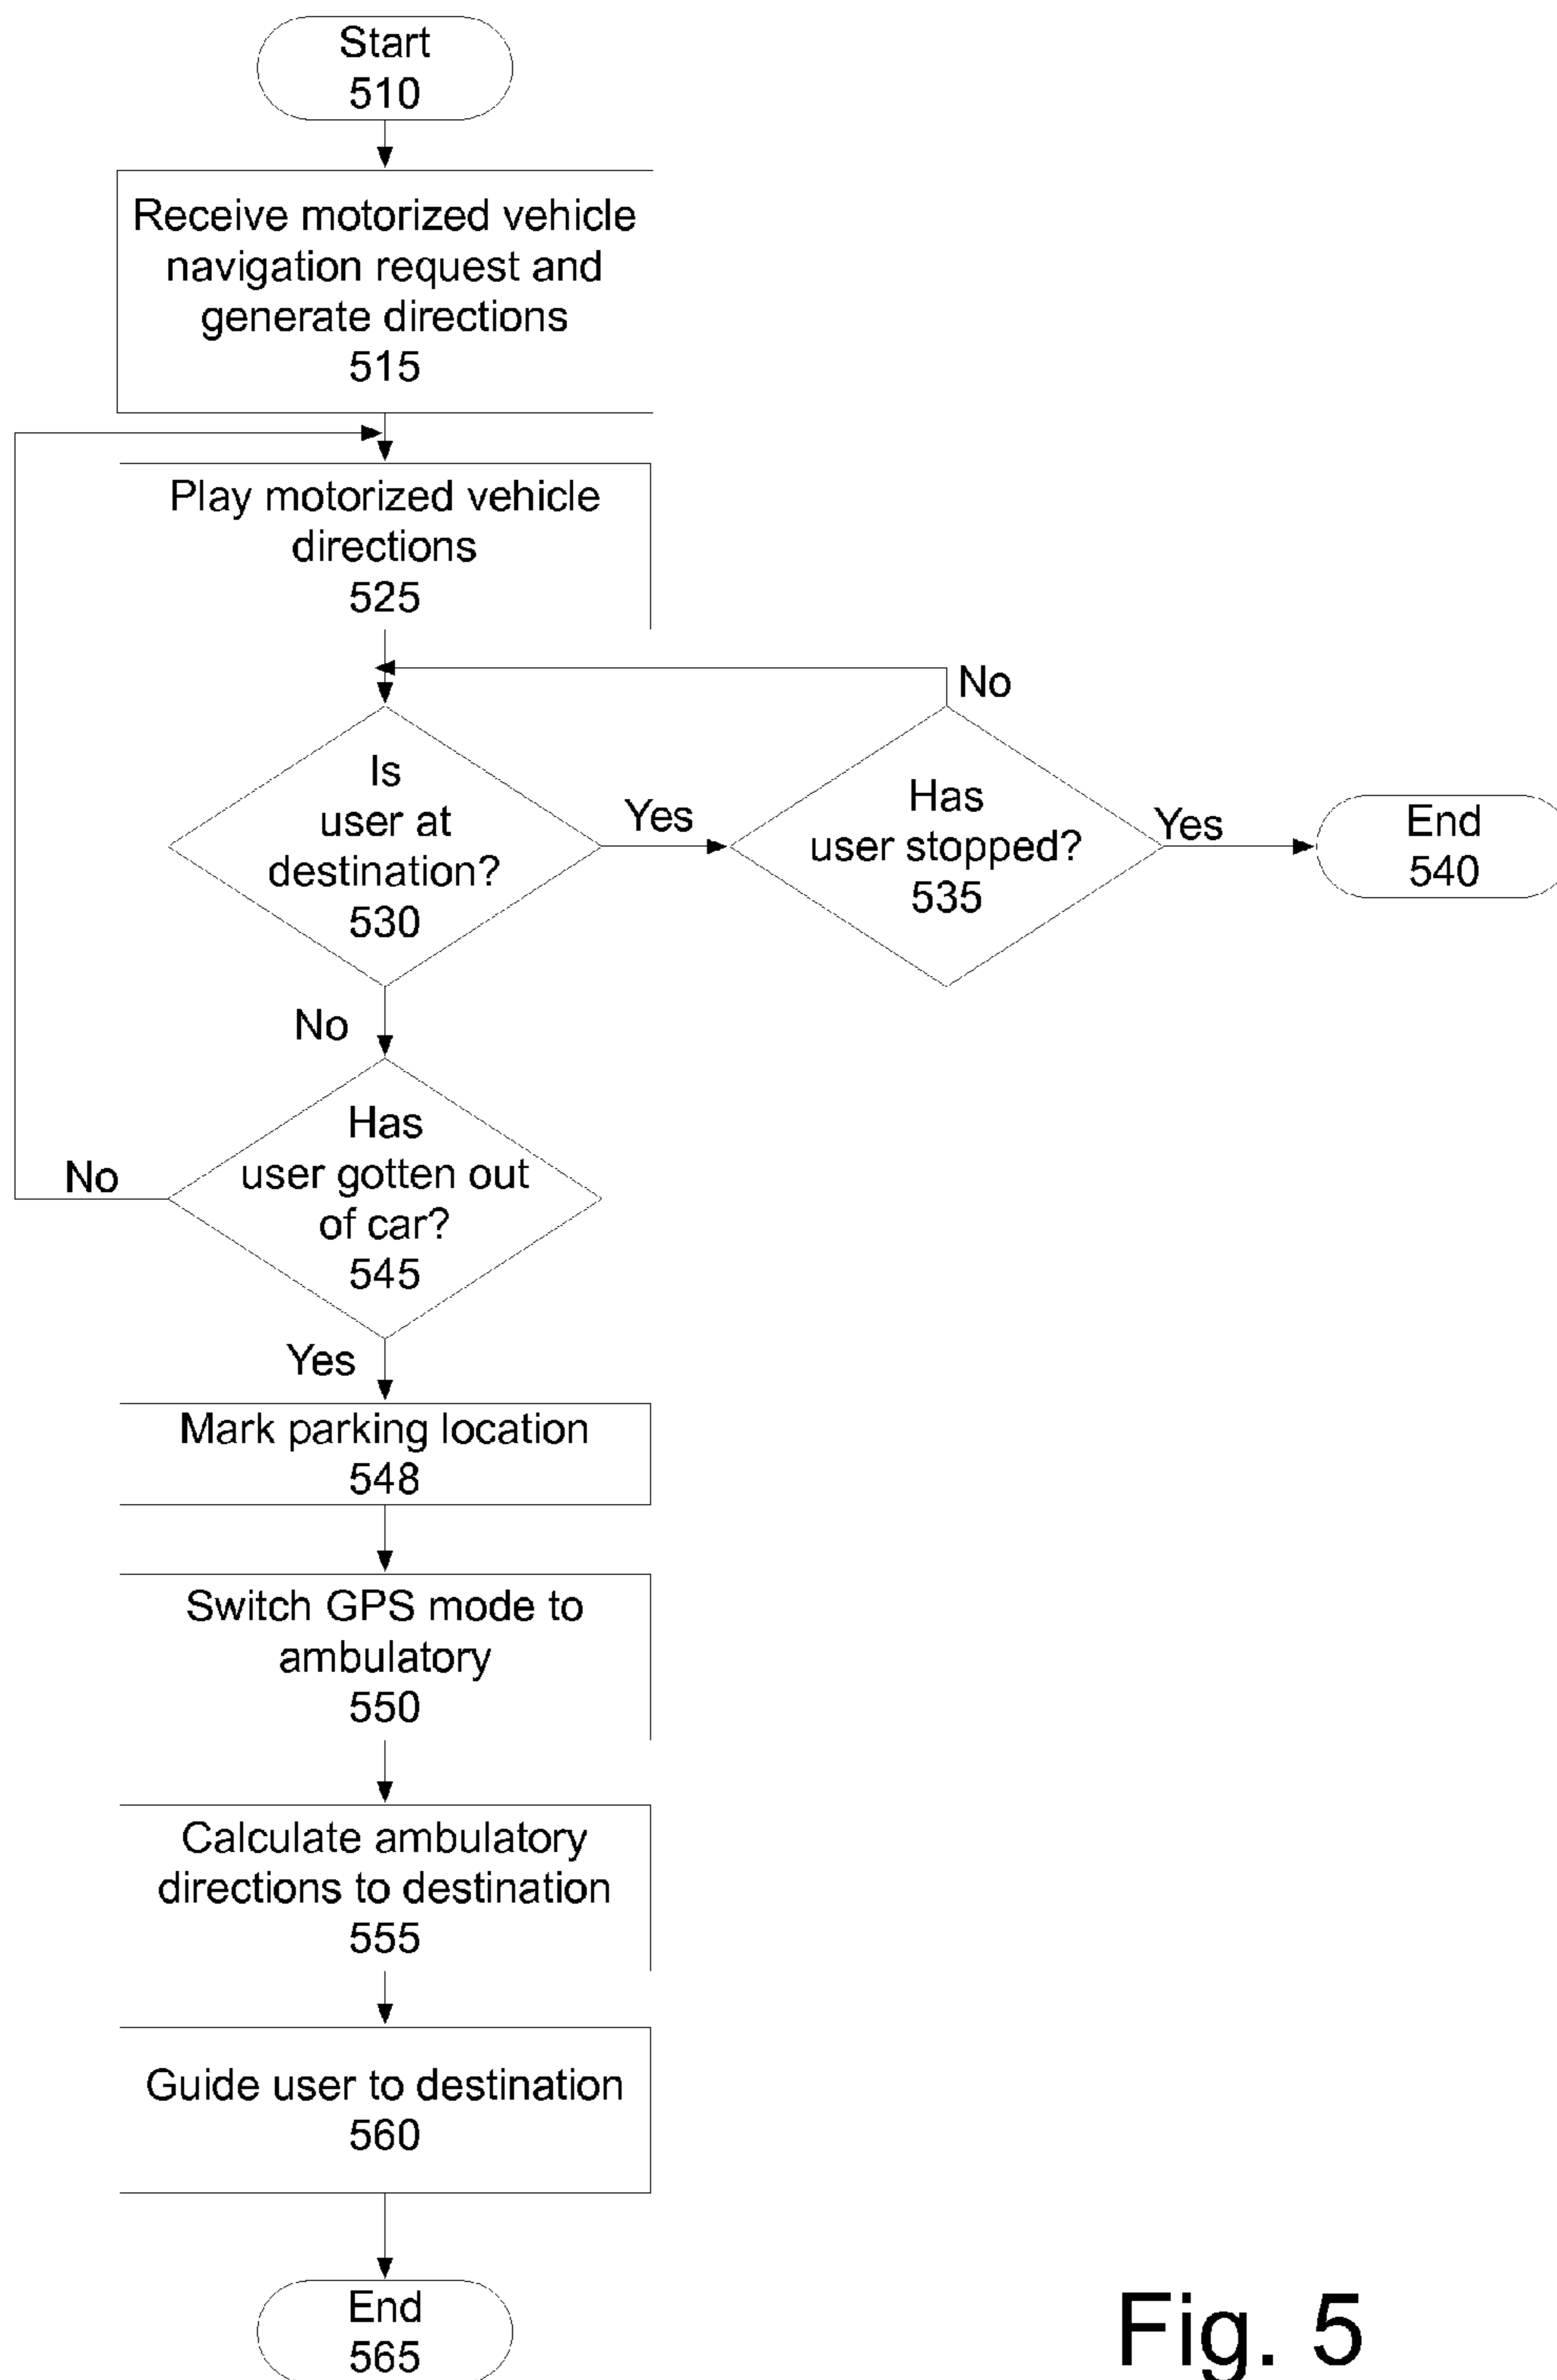 Start
510
Receive motorized vehicle
navigation request and
generate directions
515
Play motorized vehicle
directions
525
No
Is
user at
destination?
530
Yes
Has
user stopped?
535
Yes
End
540
No
Has
user gotten out
of car?
545
No
Yes
Mark parking location
548
Switch GPS mode to
ambulatory
550
Calculate ambulatory
directions to destination
555
Guide user to destination
560
End
565
Fig. 5